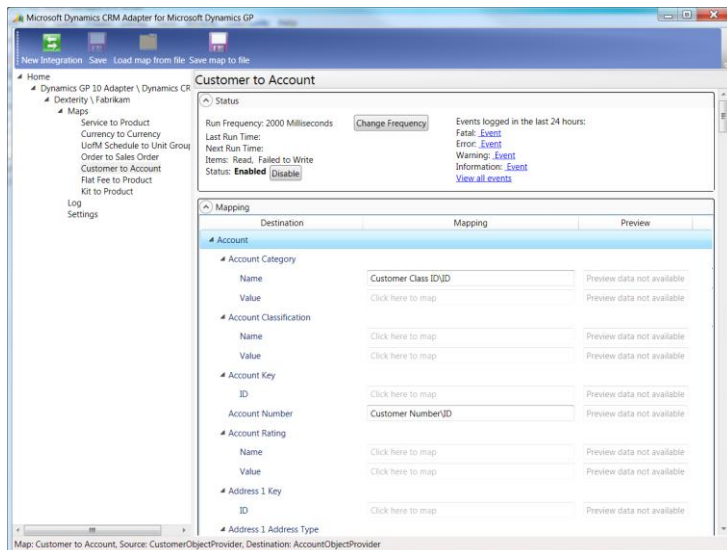 Microsoft Dynamics CRM Adapter for Microsoft Dynamics GP
New Integration Save Load map from file Save map to file
Home
Dynamics GP 10 Adapter \ Dynamics CR
Dexterity \ Fabrikam
Maps
Service to Product
Currency to Currency
UofM Schedule to Unit Group
Order to Sales Order
Customer to Account
Flat Fee to Product
Kit to Product
Log
Settings
Customer to Account
Status
Run Frequency: 2000 Milliseconds
Change Frequency
Last Run Time:
Next Run Time:
Items: Read, Failed to Write
Status: Enabled Disable
Events logged in the last 24 hours:
Fatal: Event
Error: Event
Warning: Event
Information: Event
View all events
Mapping
Destination Mapping Preview
Account
Account Category
Name Customer Class ID\ID Preview data not available
Value Click here to map Preview data not available
Account Classification
Name Click here to map Preview data not available
Value Click here to map Preview data not available
Account Key
ID Click here to map Preview data not available
Account Number Customer Number\ID Preview data not available
Account Rating
Name Click here to map Preview data not available
Value Click here to map Preview data not available
Address 1 Key
ID Click here to map Preview data not available
Address 1 Address Type
Map: Customer to Account, Source: CustomerObjectProvider, Destination: AccountObjectProvider